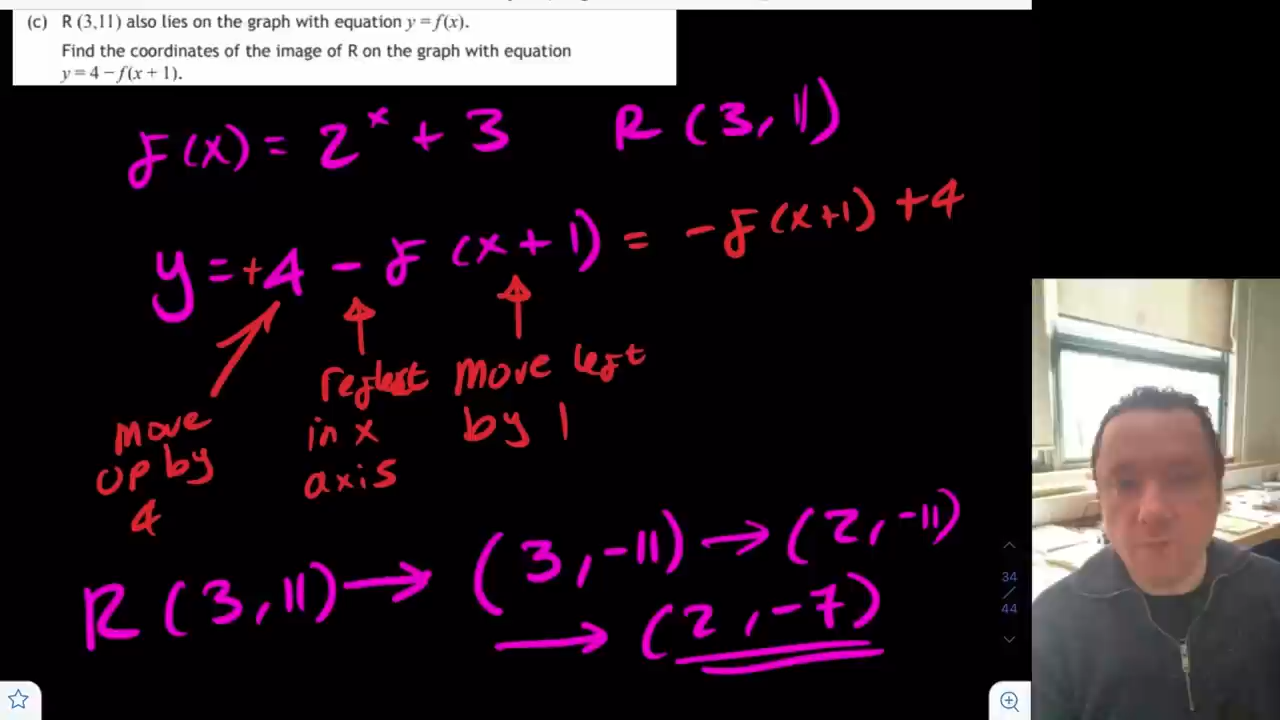 (c) R (3,11) also lies on the graph with equation y = f(x).
Find the coordinates of the image of R on the graph with equation
y = 4 – f(x + 1).
f(x) = 2ˣ + 3 R (3, 11)
y = +4 – f (x + 1) = – f (x+1) +4
move up by 4
reflect in x axis
move left by 1
R (3, 11) → (3, –11) → (2, –11)
→ (2, –7)
34
/
44